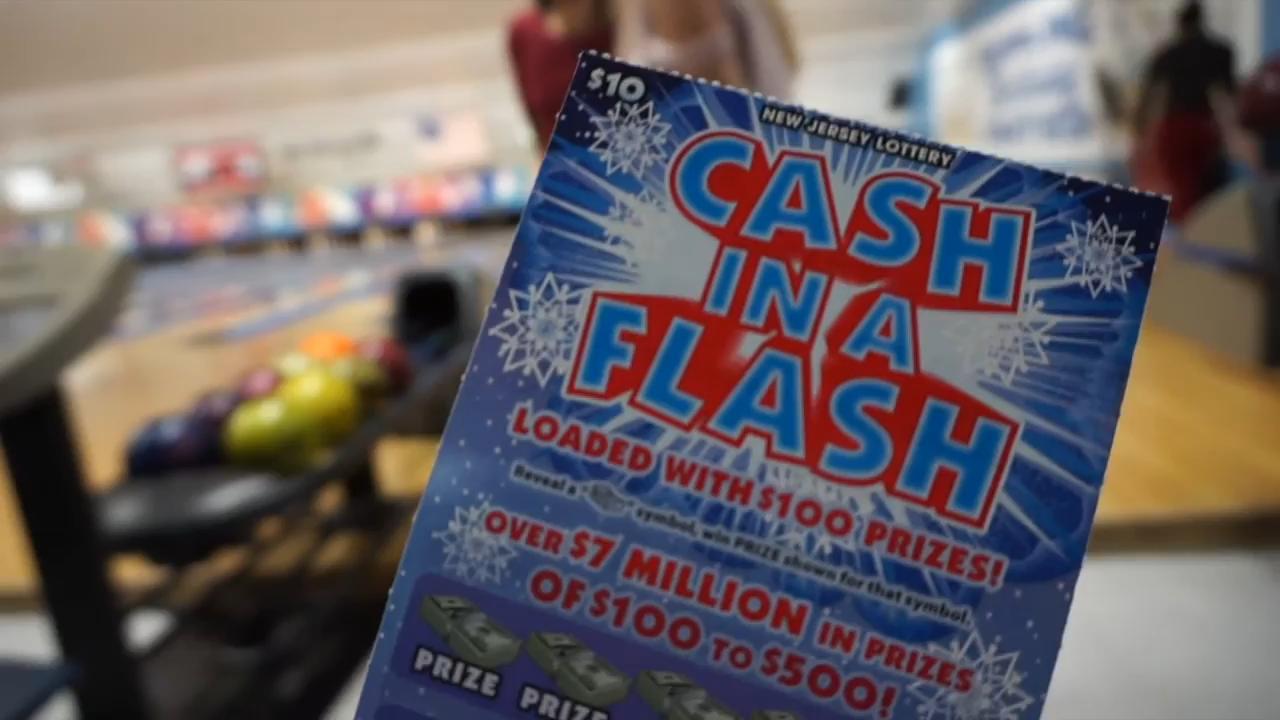 $10
NEW JERSEY LOTTERY
CASH
IN A
FLASH
LOADED WITH $100 PRIZES!
Reveal a " " symbol, win PRIZE shown for that symbol.
OVER $7 MILLION IN PRIZES
OF $100 TO $500!
PRIZE PRIZE